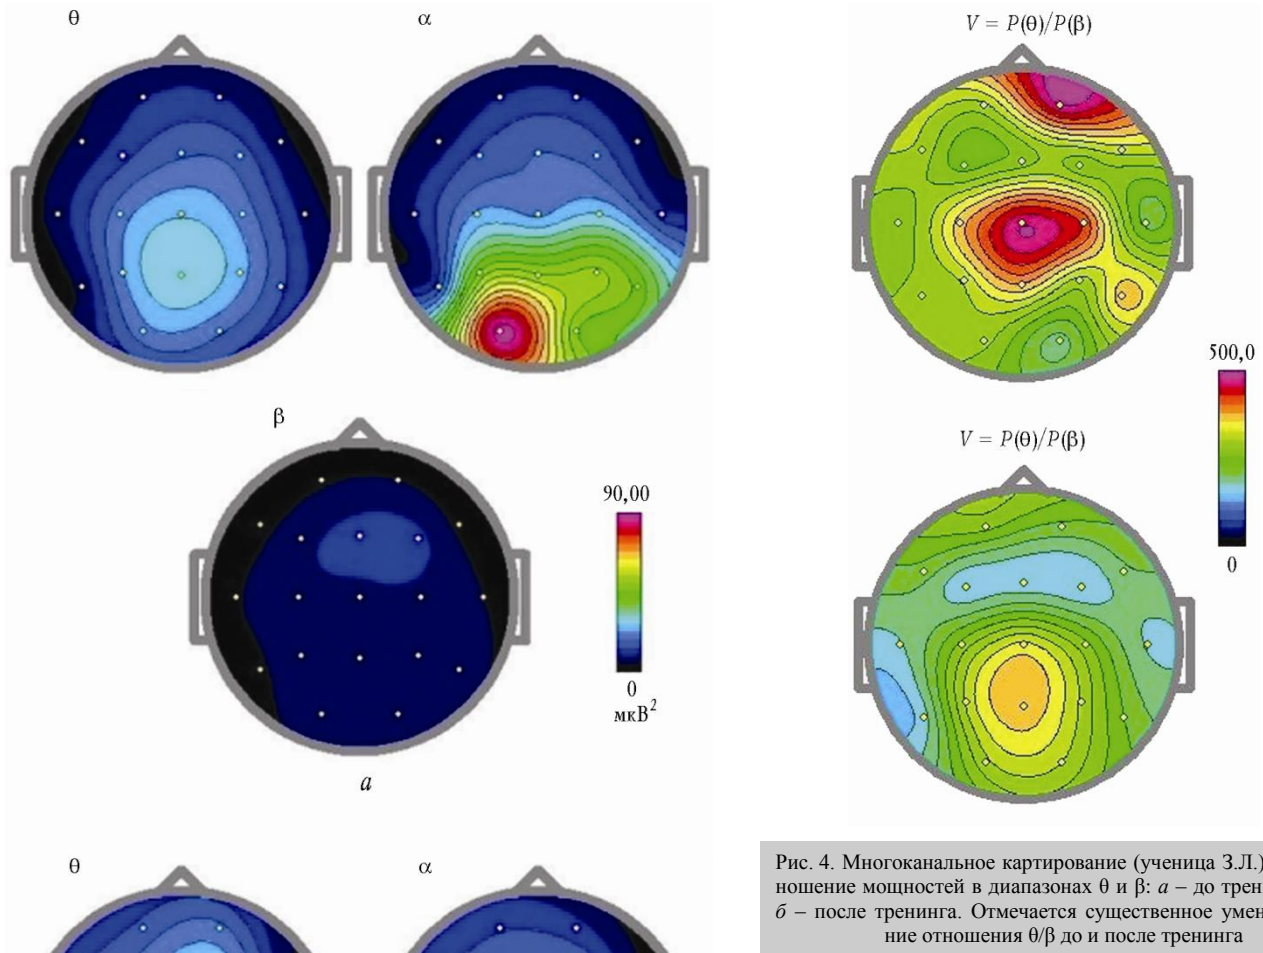 θ
α
β
90,00
0
мкВ²
а
θ
α
V = P(θ)/P(β)
500,0
0
V = P(θ)/P(β)
Рис. 4. Многоканальное картирование (ученица З.Л.)
ношение мощностей в диапазонах θ и β: а – до трен
б – после тренинга. Отмечается существенное умен
ние отношения θ/β до и после тренинга